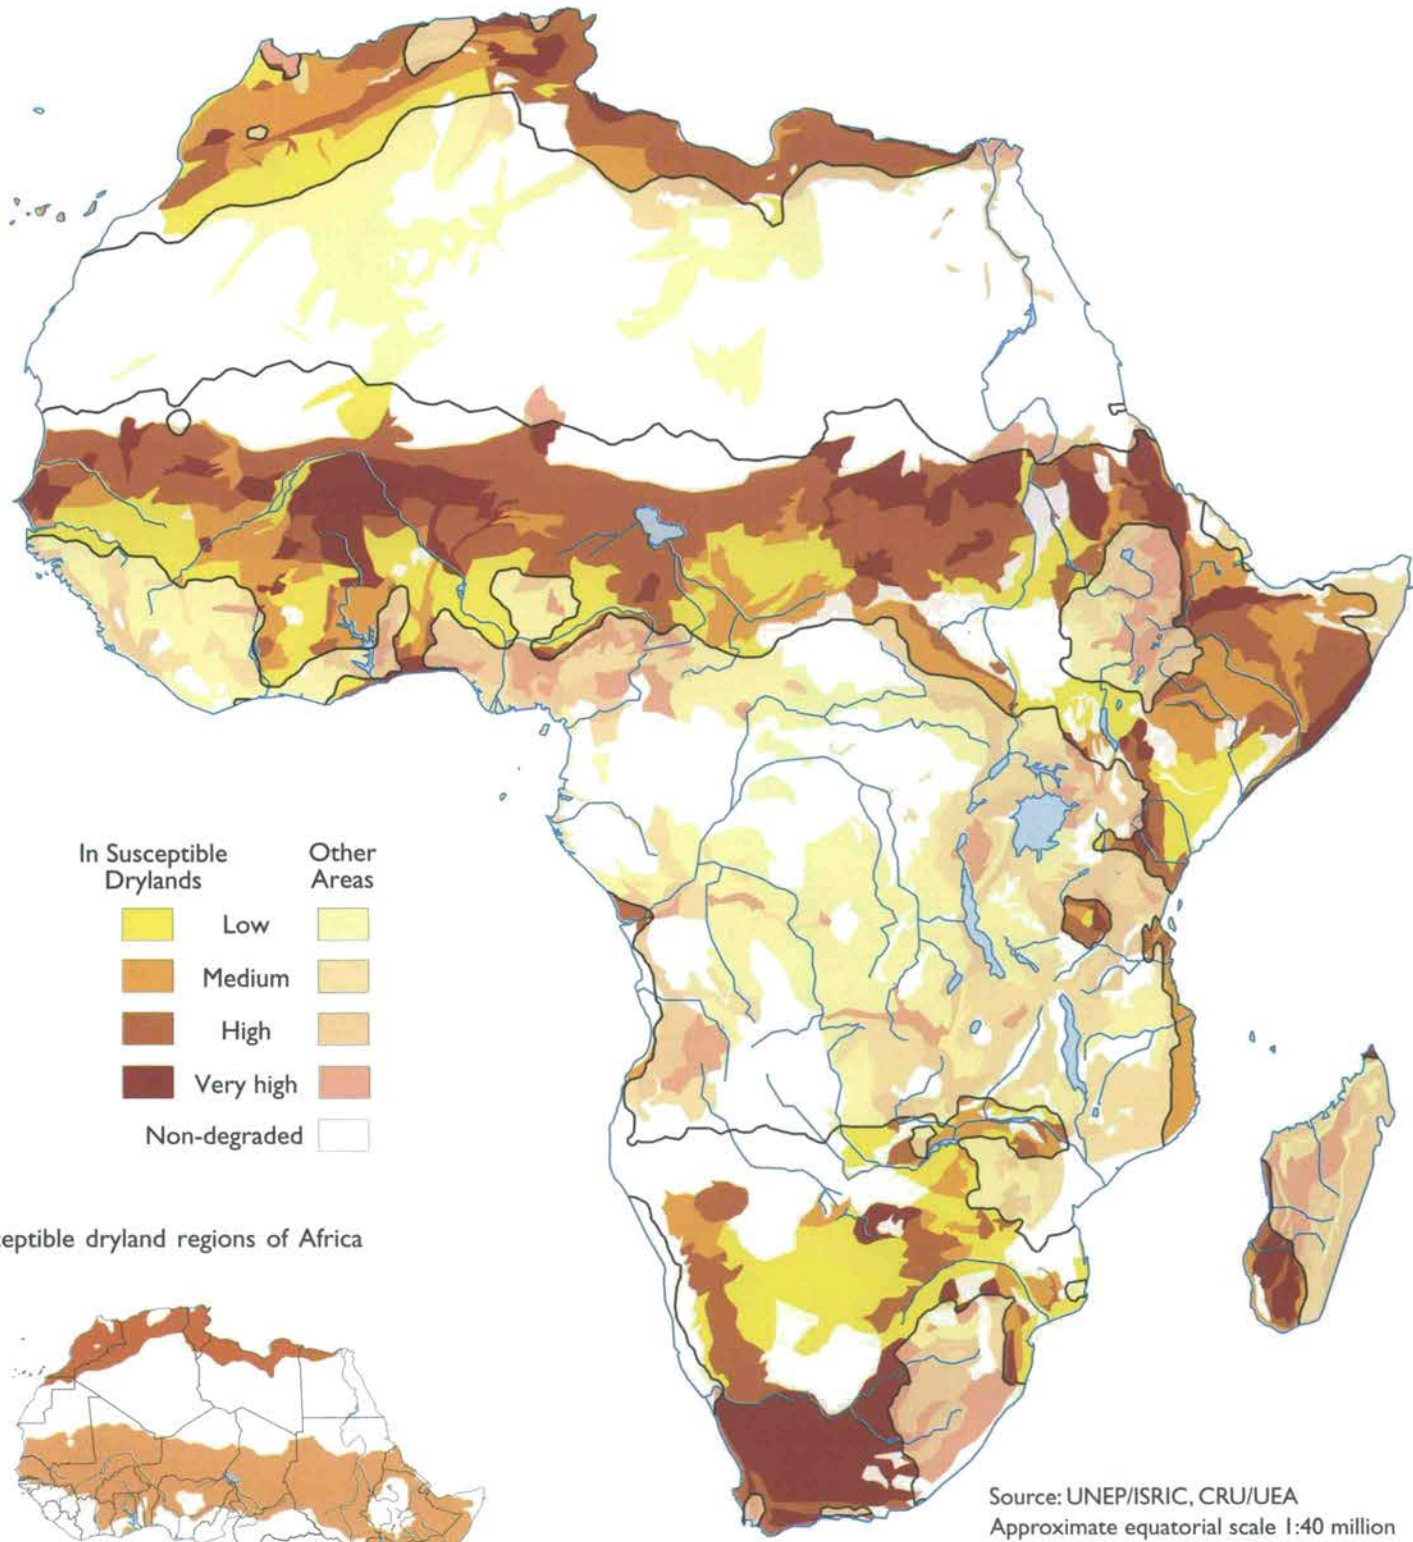 In Susceptible Drylands
Other Areas
Low
Medium
High
Very high
Non-degraded
dryland regions of Africa
Source: UNEP/ISRIC, CRU/UEA
Approximate equatorial scale 1:40 million